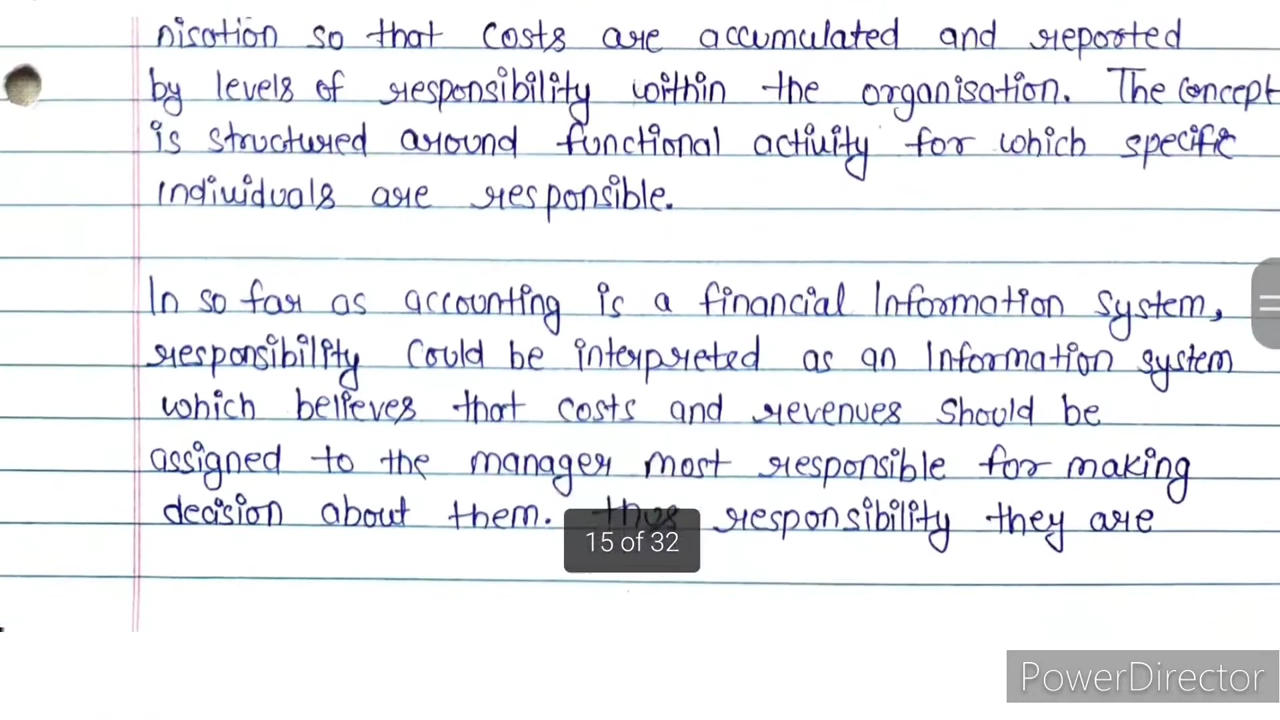 nisation so that costs are accumulated and reported
by levels of responsibility within the organisation. The concept
is structured around functional activity for which specific
individuals are responsible.
In so far as accounting is a financial Information system,
responsibility could be interpreted as an Information system
which believes that costs and revenues should be
assigned to the manager most responsible for making
decision about them. thus responsibility they are
15 of 32
PowerDirector